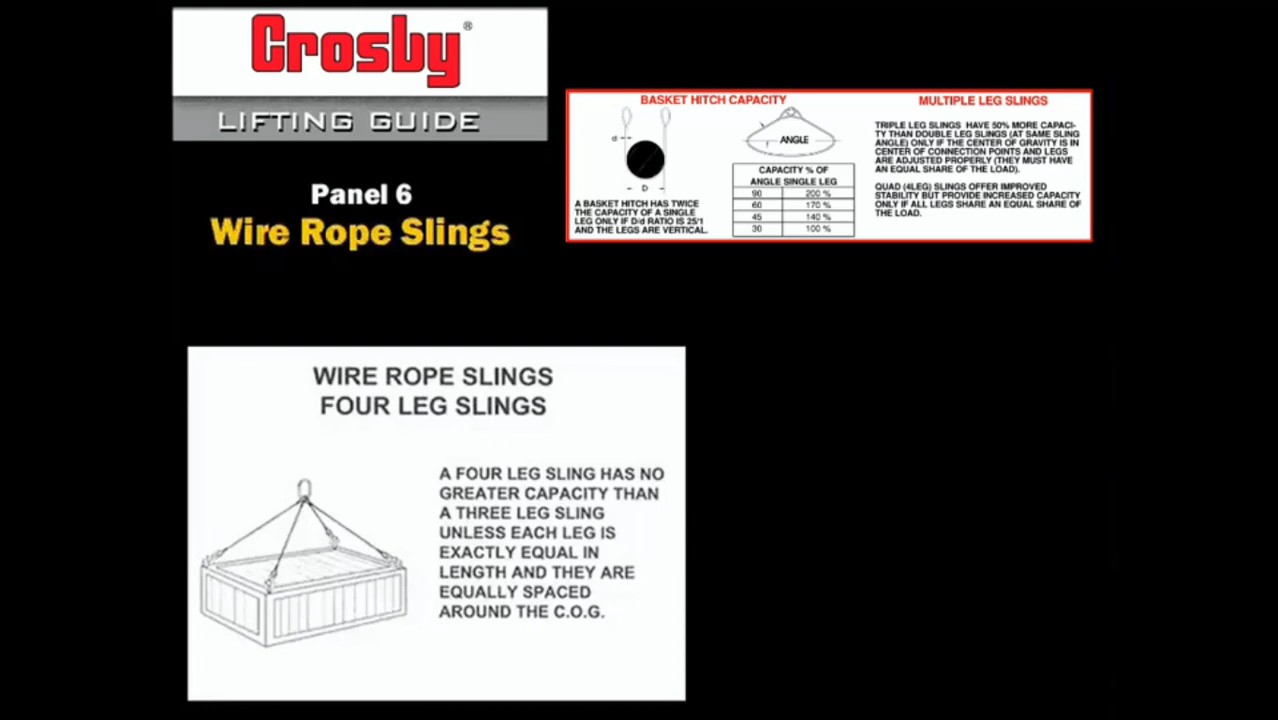 Crosby®
LIFTING GUIDE
Panel 6
Wire Rope Slings
BASKET HITCH CAPACITY
d
D
A BASKET HITCH HAS TWICE
THE CAPACITY OF A SINGLE
LEG ONLY IF D/d RATIO IS 25/1
AND THE LEGS ARE VERTICAL.
ANGLE
CAPACITY % OF
ANGLE SINGLE LEG
90 200 %
60 170 %
45 140 %
30 100 %
MULTIPLE LEG SLINGS
TRIPLE LEG SLINGS HAVE 50% MORE CAPACI-
TY THAN DOUBLE LEG SLINGS (AT SAME SLING
ANGLE) ONLY IF THE CENTER OF GRAVITY IS IN
CENTER OF CONNECTION POINTS AND LEGS
ARE ADJUSTED PROPERLY (THEY MUST HAVE
AN EQUAL SHARE OF THE LOAD).
QUAD (4LEG) SLINGS OFFER IMPROVED
STABILITY BUT PROVIDE INCREASED CAPACITY
ONLY IF ALL LEGS SHARE AN EQUAL SHARE OF
THE LOAD.
WIRE ROPE SLINGS
FOUR LEG SLINGS
A FOUR LEG SLING HAS NO
GREATER CAPACITY THAN
A THREE LEG SLING
UNLESS EACH LEG IS
EXACTLY EQUAL IN
LENGTH AND THEY ARE
EQUALLY SPACED
AROUND THE C.O.G.